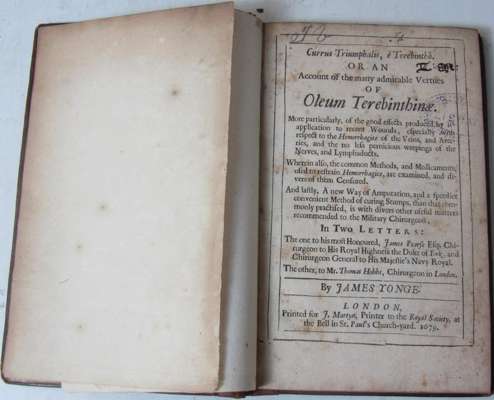 Currus Triumphalis, è Terebinthô.
OR AN
Account of the many admirable Vertues
OF
Oleum Terebinthinæ.
More particularly, of the good effects produced by its
application to recent Wounds, especially with
respect to the Hemorrhagies of the Veins, and Arte-
ries, and the no less pernicious weepings of the
Nerves, and Lymphaducts.
Wherein also, the common Methods, and Medicaments,
used to restrain Hemorrhagies, are examined, and di-
vers of them Censured.
And lastly, A new Way of Amputation, and a speedier
convenient Method of curing Stumps, than that com-
monly practised, is with divers other useful matters
recommended to the Military Chirurgeon.
In Two LETTERS:
The one to his most Honoured, James Pearse Esq; Chi-
rurgeon to His Royal Highness the Duke of York, and
Chirurgeon General to His Majestie's Navy Royal.
The other, to Mr. Thomas Hobbs, Chirurgeon in London.
By JAMES YONGE.
LONDON,
Printed for J. Martyn, Printer to the Royal Society, at
the Bell in St. Paul's Church-yard. 1679.